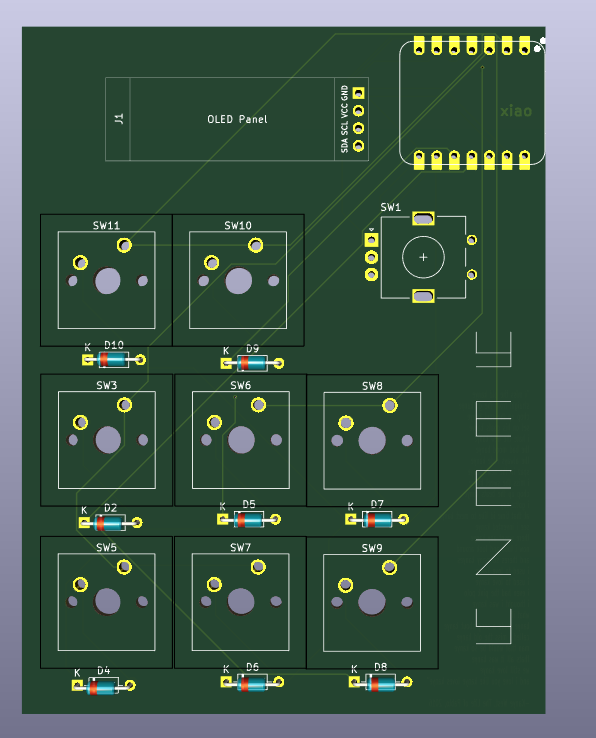 xiao
J1
OLED Panel
SDA SCL VCC GND
SW1
SW11
SW10
K
D10
K
D9
SW3
SW6
SW8
K
D2
K
D5
K
D7
SW5
SW7
SW9
K
D4
K
D6
K
D8